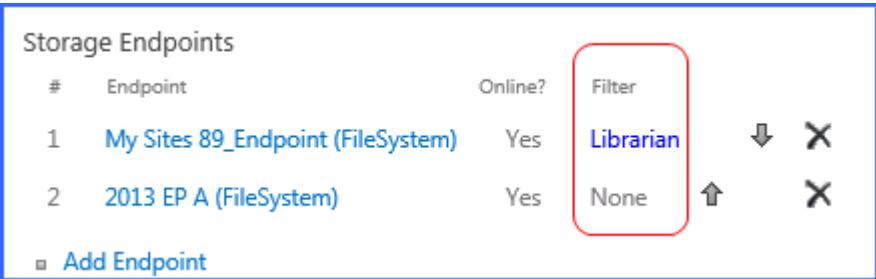 Storage Endpoints
# Endpoint Online? Filter
1 My Sites 89_Endpoint (FileSystem) Yes Librarian
2 2013 EP A (FileSystem) Yes None
Add Endpoint